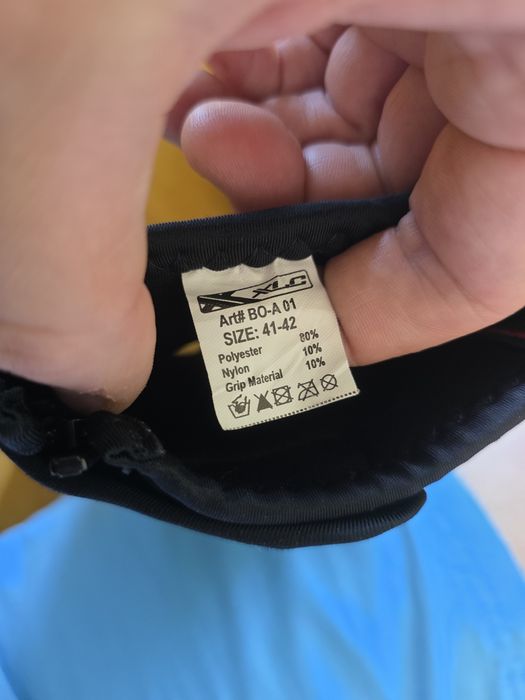 XLC
Art# BO-A 01
SIZE: 41-42
Polyester 80%
Nylon 10%
Grip Material 10%